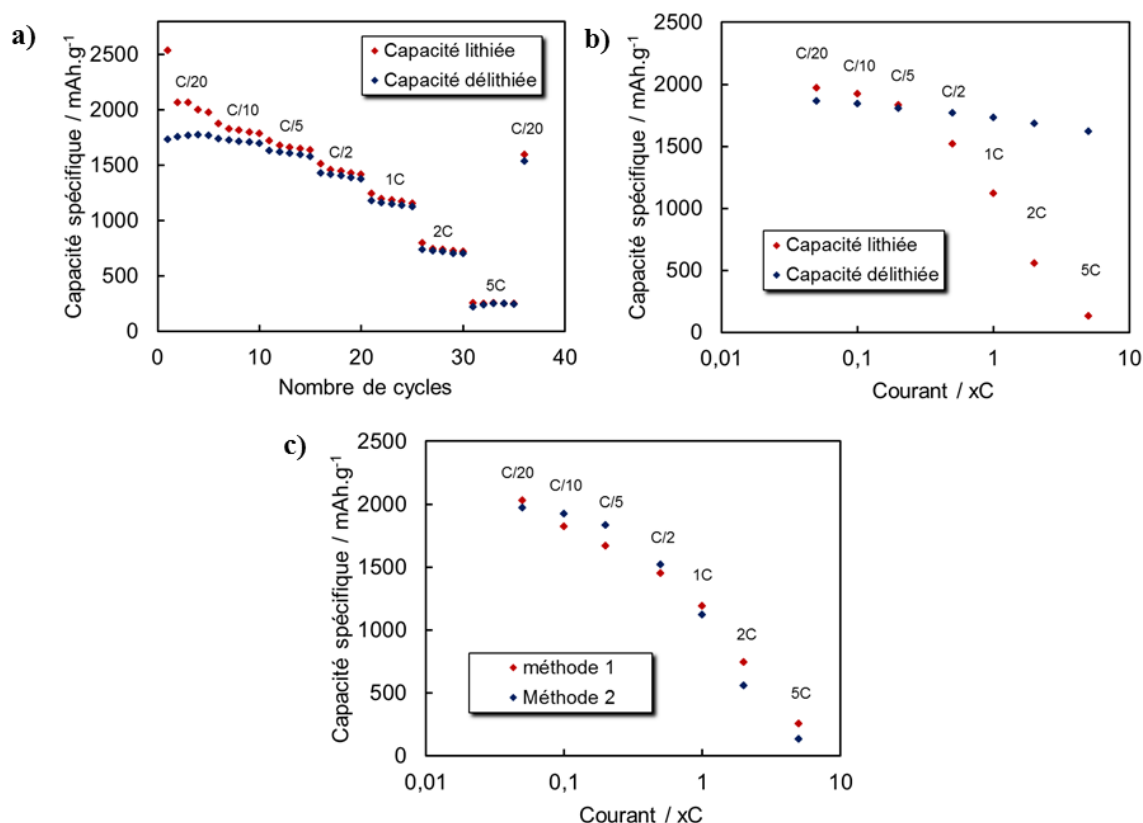 a)
Capacité spécifique / mAh.g⁻¹
2500
2000
1500
1000
500
0
Capacité lithiée
Capacité délithiée
C/20
C/10
C/5
C/2
1C
2C
5C
C/20
0
10
20
30
40
Nombre de cycles
b)
Capacité spécifique / mAh.g⁻¹
2500
2000
1500
1000
500
0
C/20
C/10
C/5
C/2
1C
2C
5C
Capacité lithiée
Capacité délithiée
0,01
0,1
1
10
Courant / xC
c)
Capacité spécifique / mAh.g⁻¹
2500
2000
1500
1000
500
0
C/20
C/10
C/5
C/2
1C
2C
5C
méthode 1
Méthode 2
0,01
0,1
1
10
Courant / xC